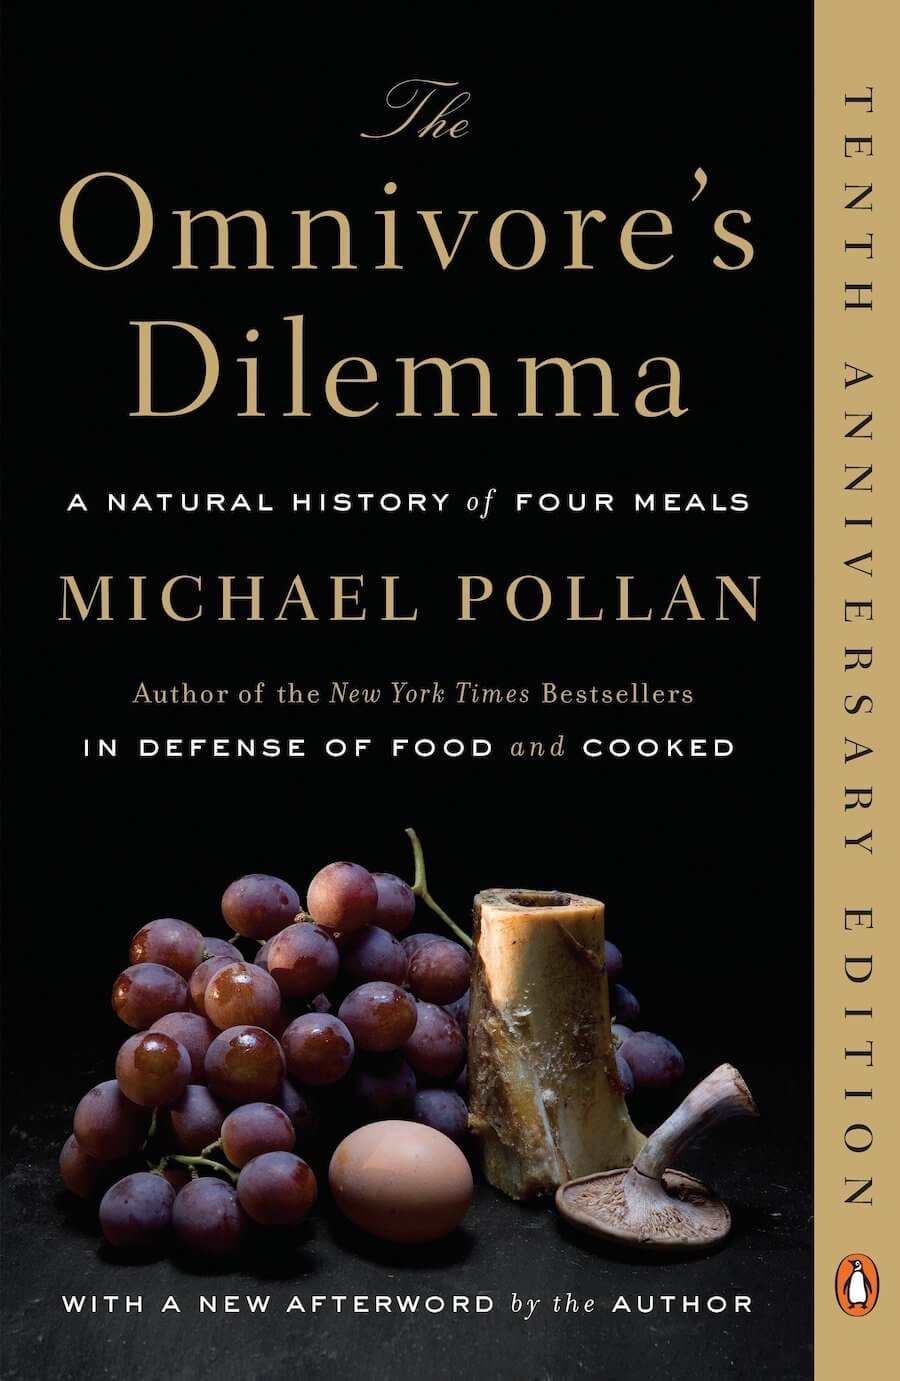 The
Omnivore's
Dilemma
A NATURAL HISTORY of FOUR MEALS
MICHAEL POLLAN
Author of the New York Times Bestsellers
IN DEFENSE OF FOOD and COOKED
WITH A NEW AFTERWORD by the AUTHOR
TENTH ANNIVERSARY EDITION